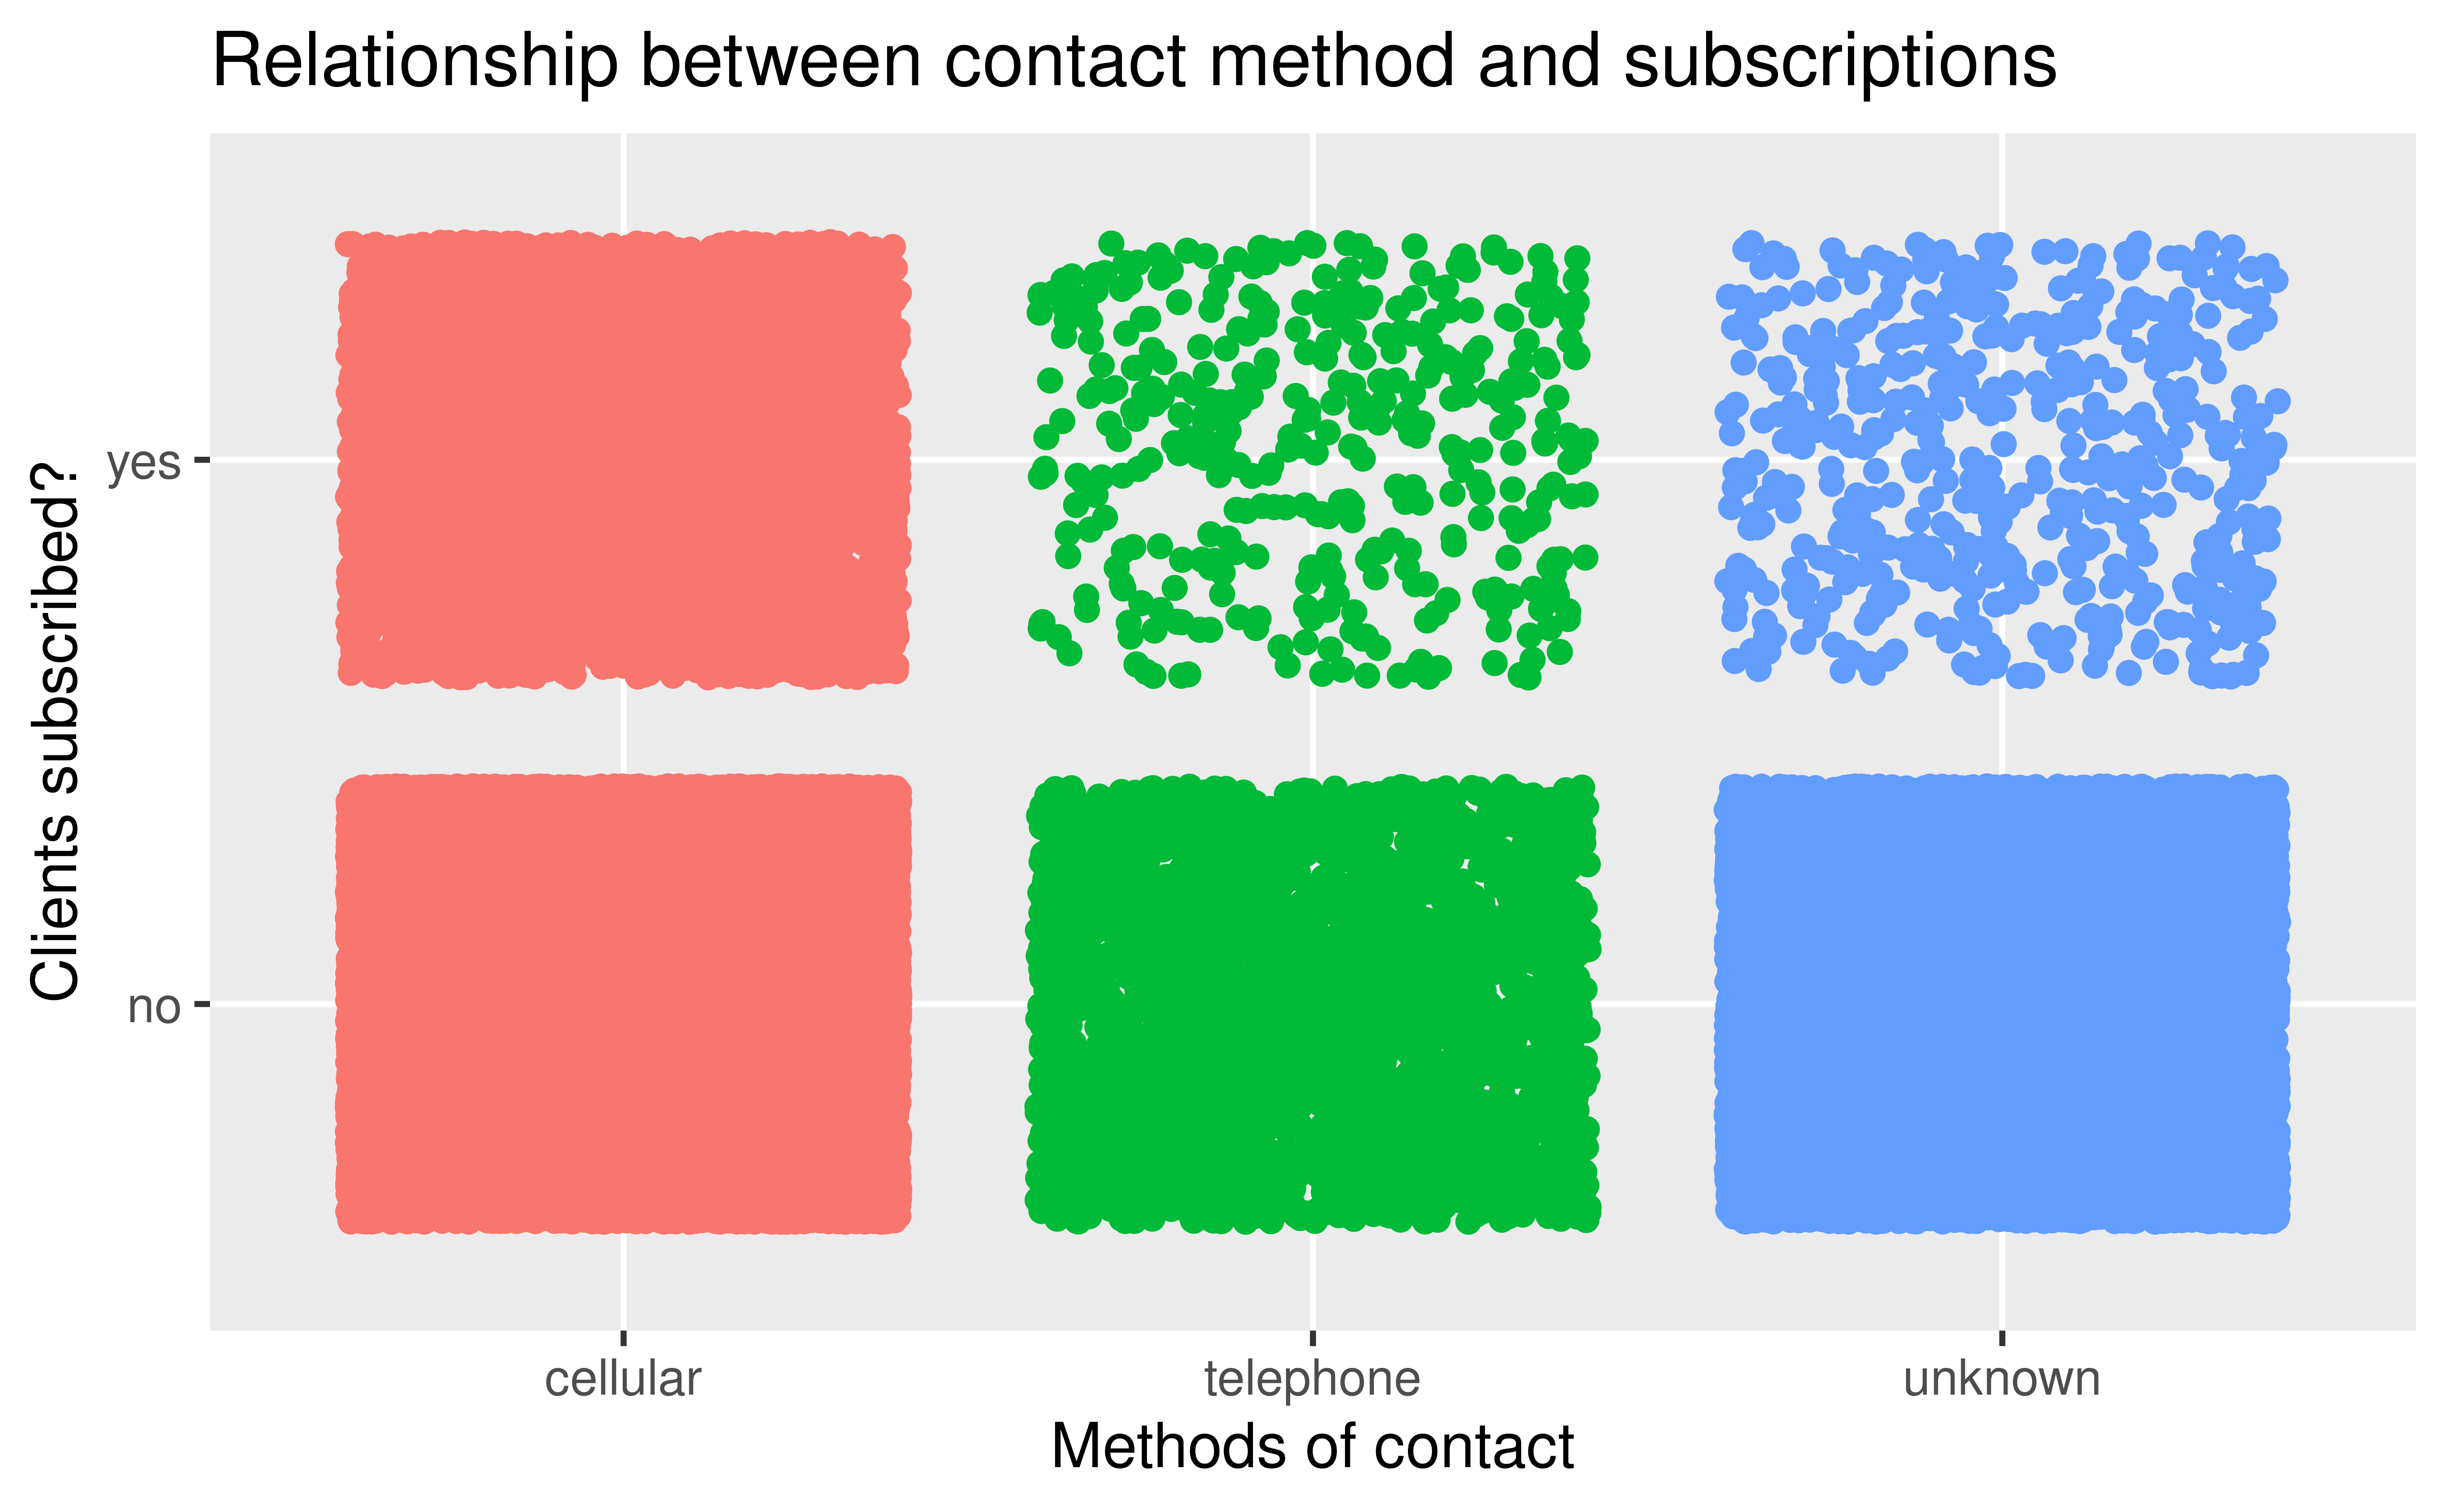 Relationship between contact method and subscriptions
Clients subscribed?
yes
no
cellular
telephone
unknown
Methods of contact